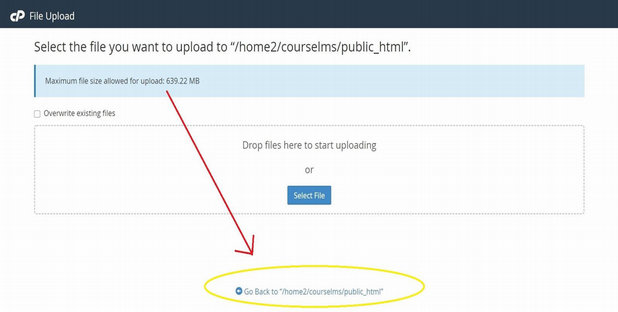 cP File Upload
Select the file you want to upload to “/home2/courselms/public_html”.
Maximum file size allowed for upload: 639.22 MB
Overwrite existing files
Drop files here to start uploading
or
Select File
Go Back to “/home2/courselms/public_html”